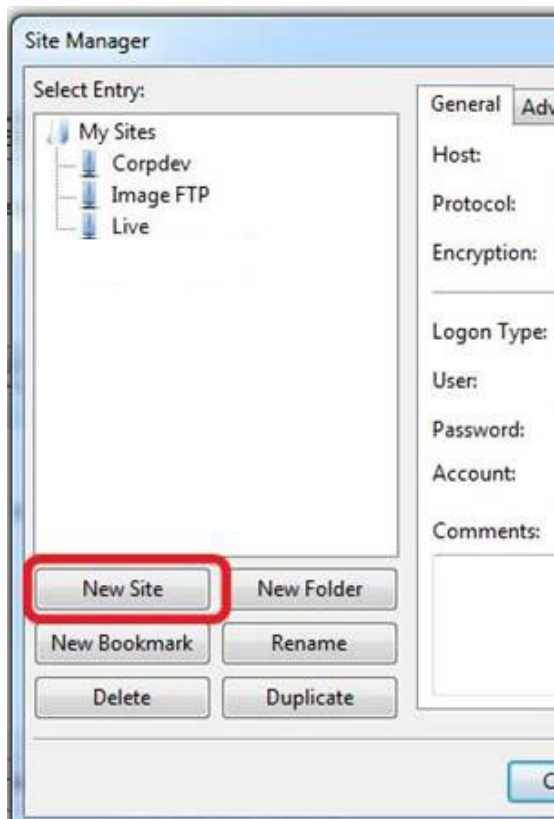 Site Manager
Select Entry:
My Sites
Corpdev
Image FTP
Live
New Site
New Folder
New Bookmark
Rename
Delete
Duplicate
General
Host:
Protocol:
Encryption:
Logon Type:
User:
Password:
Account:
Comments: